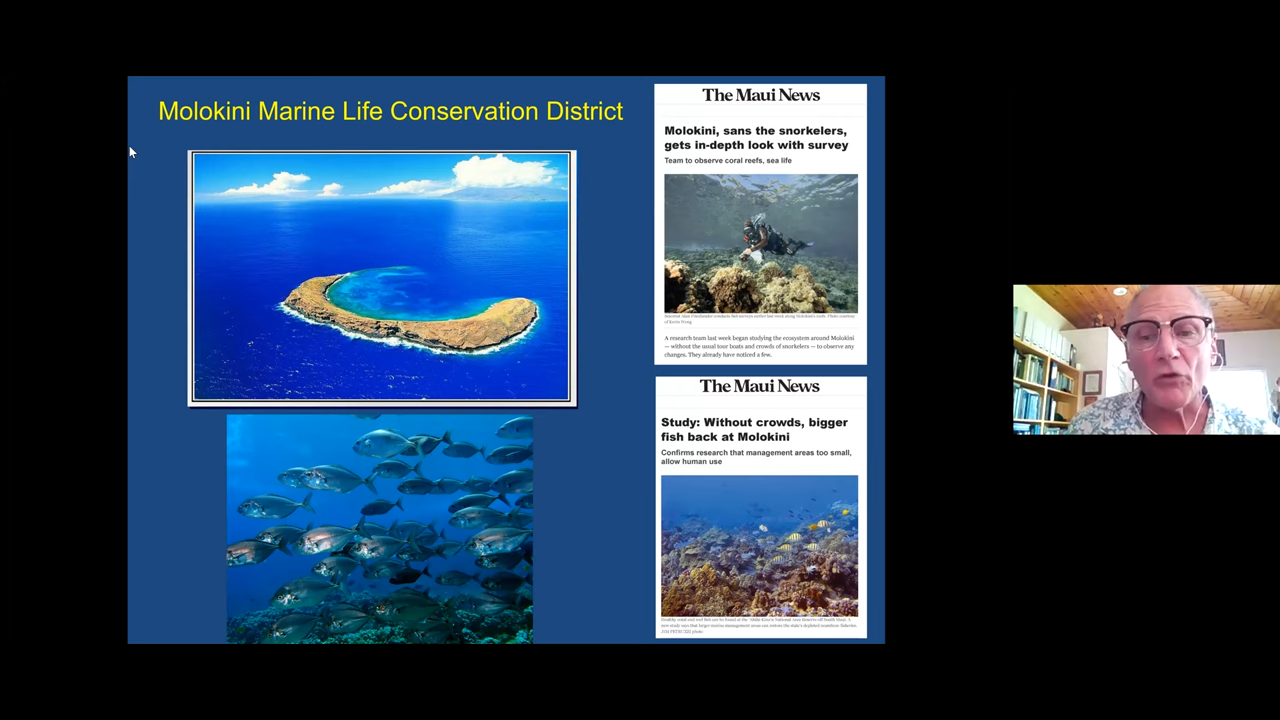 Molokini Marine Life Conservation District
The Maui News
Molokini, sans the snorkelers,
gets in-depth look with survey
Team to observe coral reefs, sea life
A research team last week began studying the ecosystem around Molokini
— without the usual tour boats and crowds of snorkelers — to observe any
changes. They already have noticed a few.
The Maui News
Study: Without crowds, bigger
fish back at Molokini
Confirms research that management areas too small,
allow human use